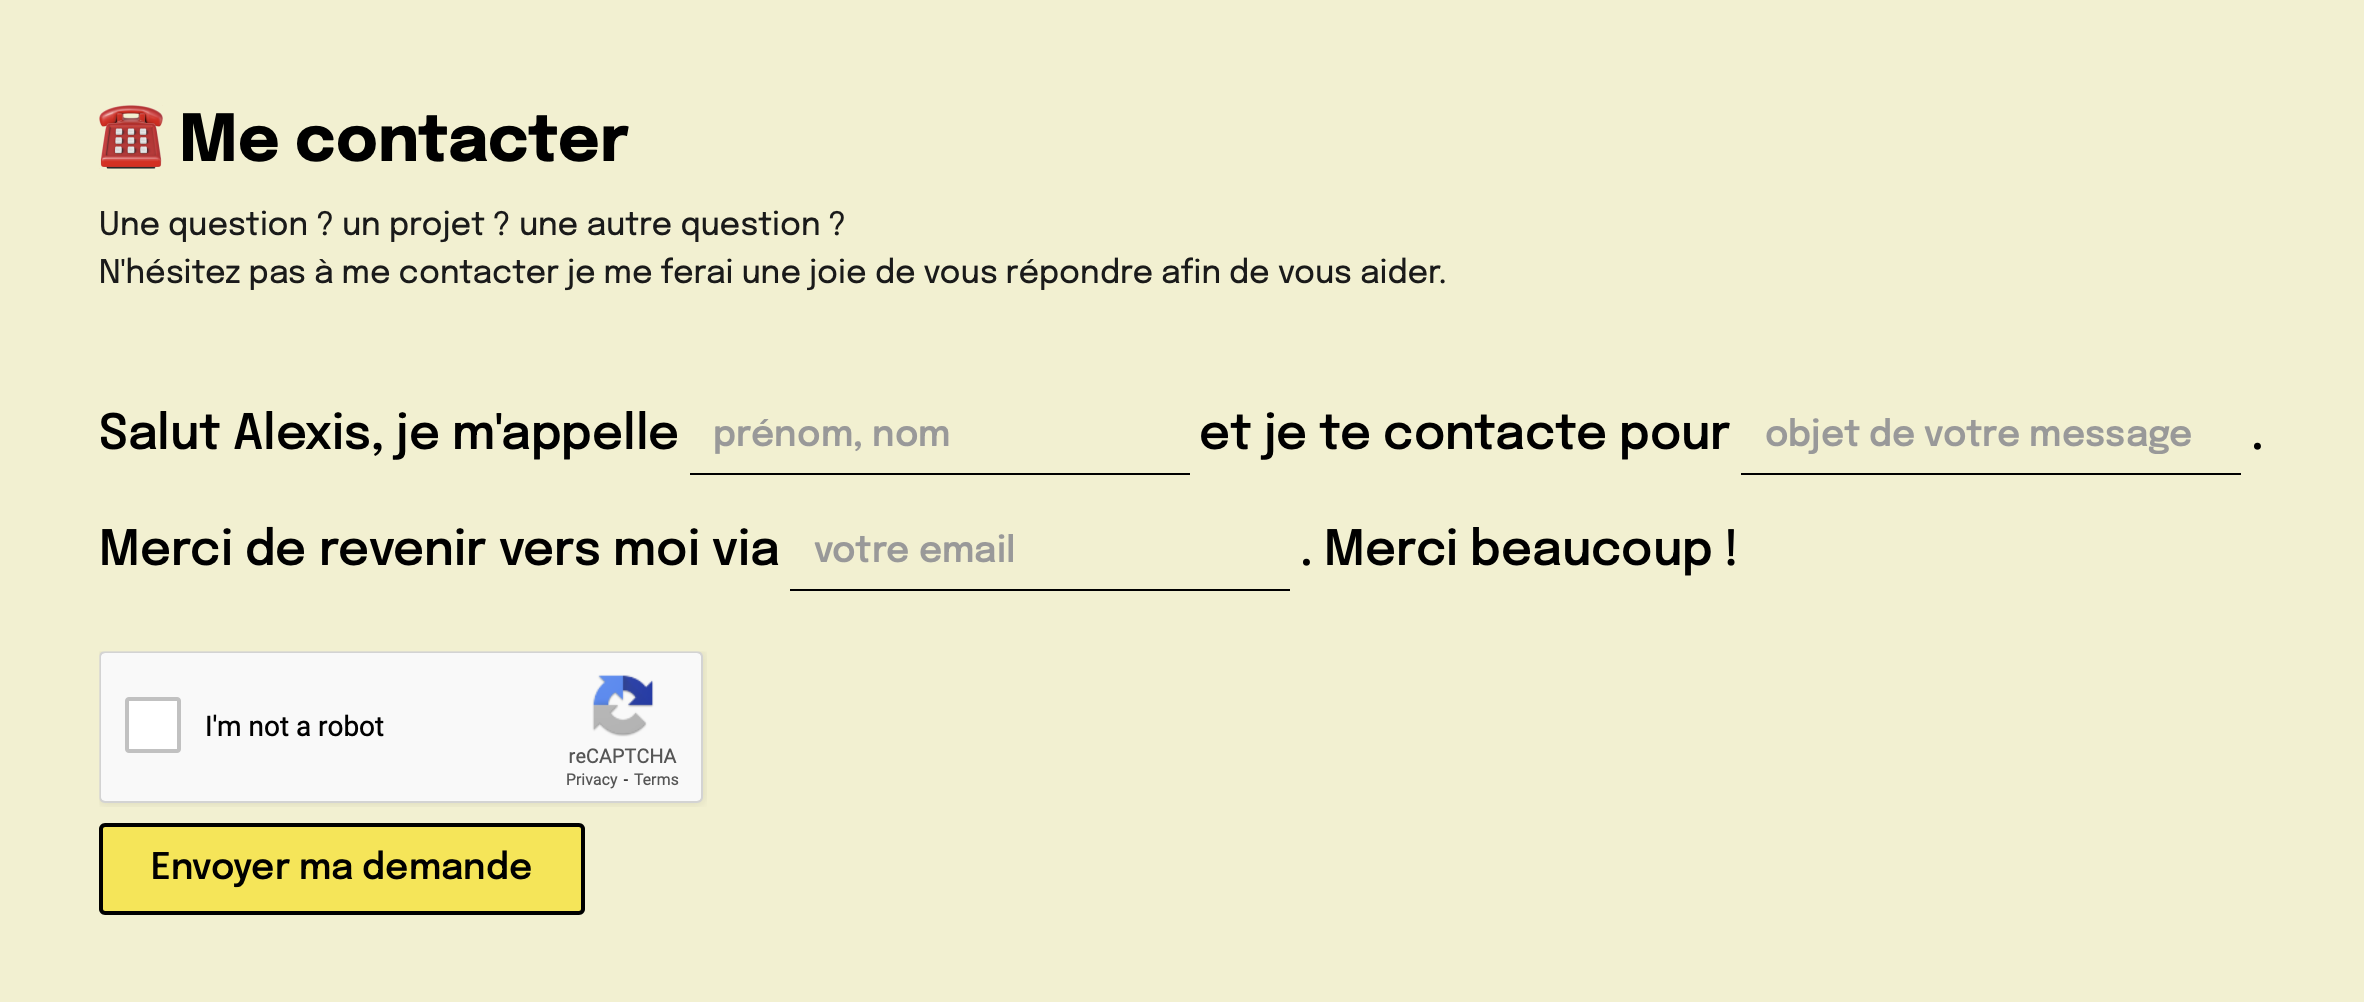 Me contacter
Une question ? un projet ? une autre question ?
N'hésitez pas à me contacter je me ferai une joie de vous répondre afin de vous aider.
Salut Alexis, je m'appelle prénom, nom et je te contacte pour objet de votre message .
Merci de revenir vers moi via votre email . Merci beaucoup !
I'm not a robot
reCAPTCHA
Privacy - Terms
Envoyer ma demande